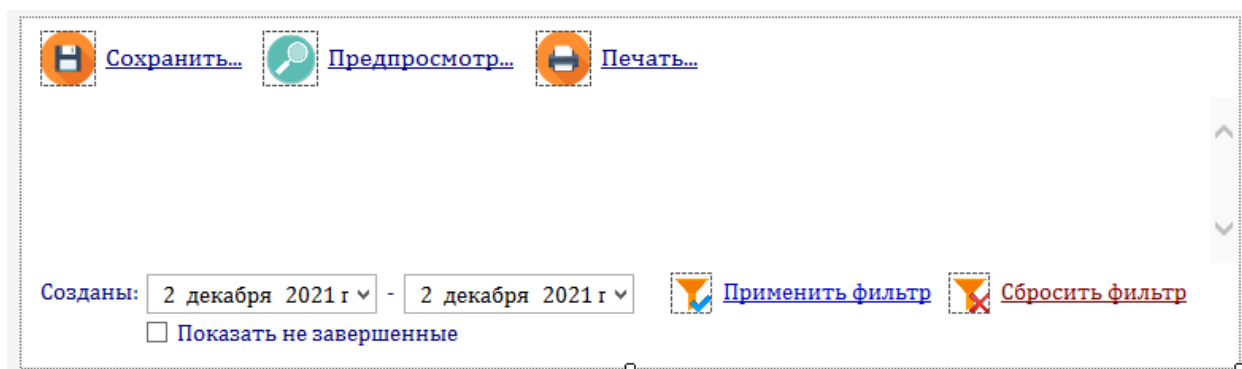 Сохранить... Предпросмотр... Печать...
Созданы: 2 декабря 2021 г - 2 декабря 2021 г Применить фильтр Сбросить фильтр
Показать не завершенные